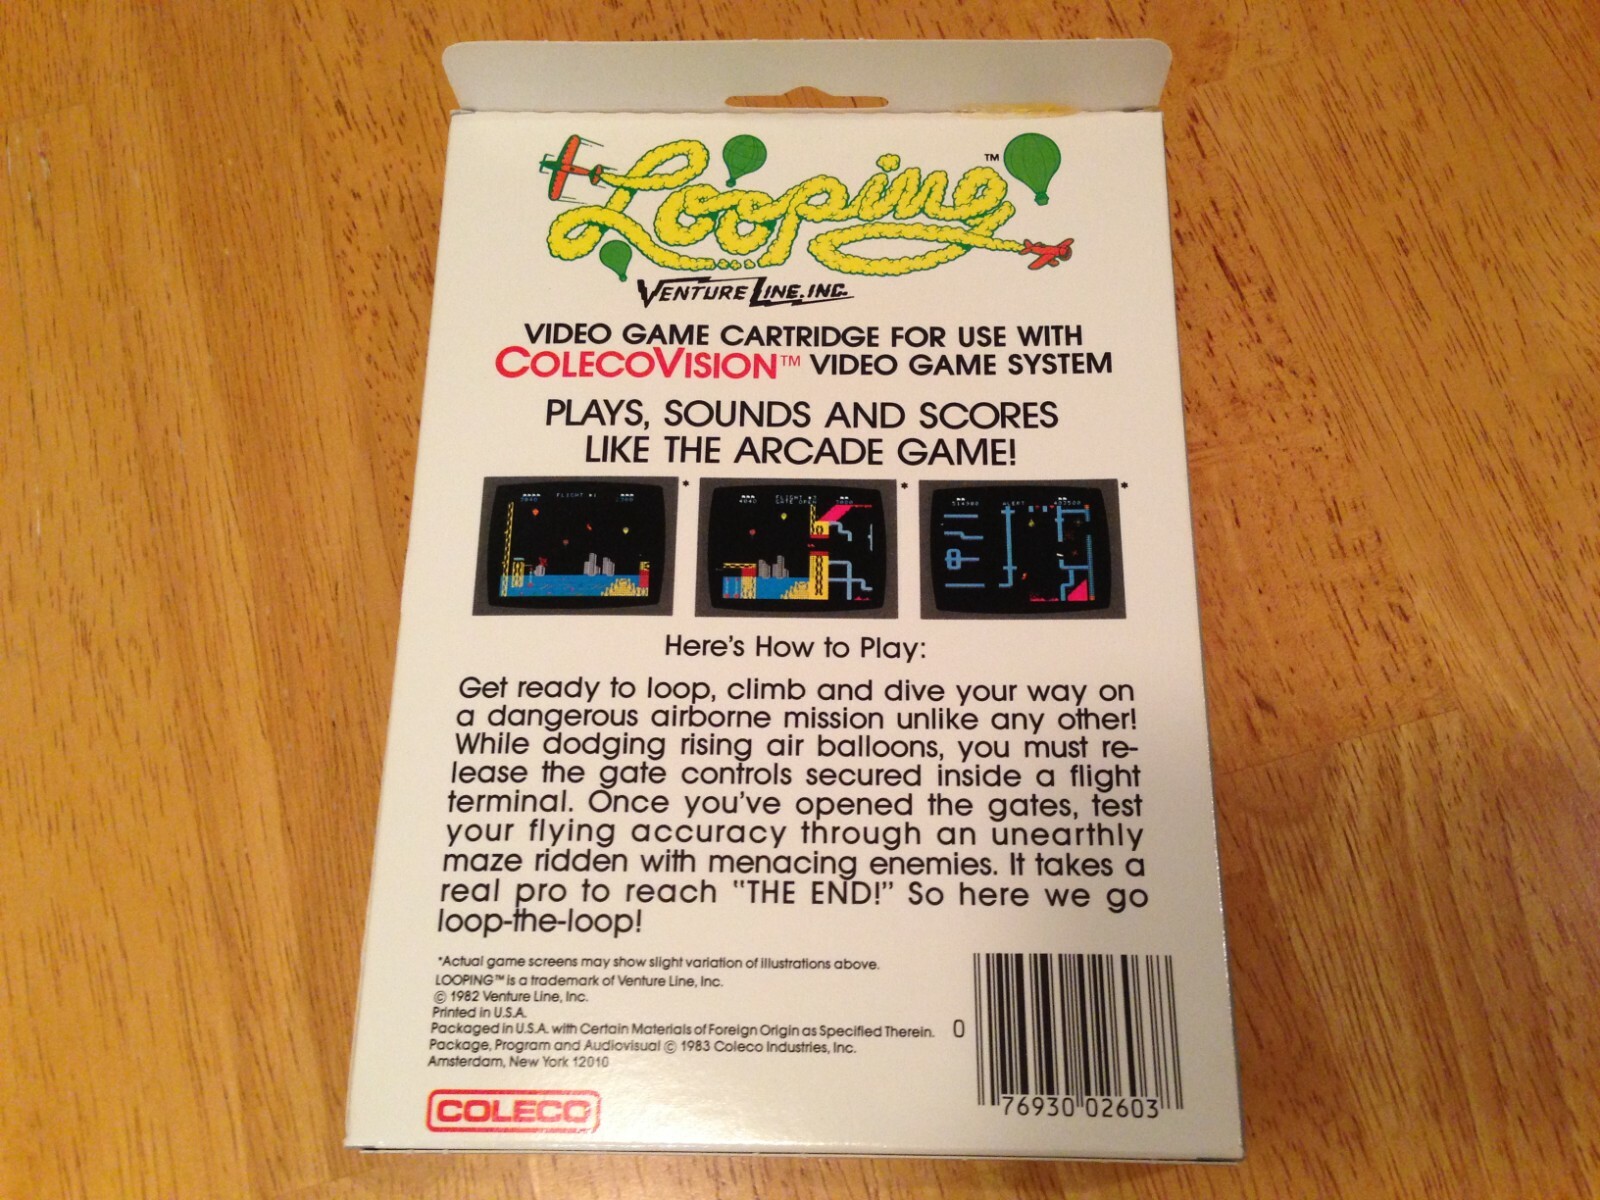 Looping™
VENTURE LINE, INC.
VIDEO GAME CARTRIDGE FOR USE WITH
COLECOVISION™ VIDEO GAME SYSTEM
PLAYS, SOUNDS AND SCORES
LIKE THE ARCADE GAME!
* * *
Here's How to Play:
Get ready to loop, climb and dive your way on
a dangerous airborne mission unlike any other!
While dodging rising air balloons, you must re-
lease the gate controls secured inside a flight
terminal. Once you've opened the gates, test
your flying accuracy through an unearthly
maze ridden with menacing enemies. It takes a
real pro to reach "THE END!" So here we go
loop-the-loop!
*Actual game screens may show slight variation of illustrations above.
LOOPING™ is a trademark of Venture Line, Inc.
© 1982 Venture Line, Inc.
Printed in U.S.A.
Packaged in U.S.A. with Certain Materials of Foreign Origin as Specified Therein.
Package, Program and Audiovisual © 1983 Coleco Industries, Inc.
Amsterdam, New York 12010
COLECO
0 76930 02603